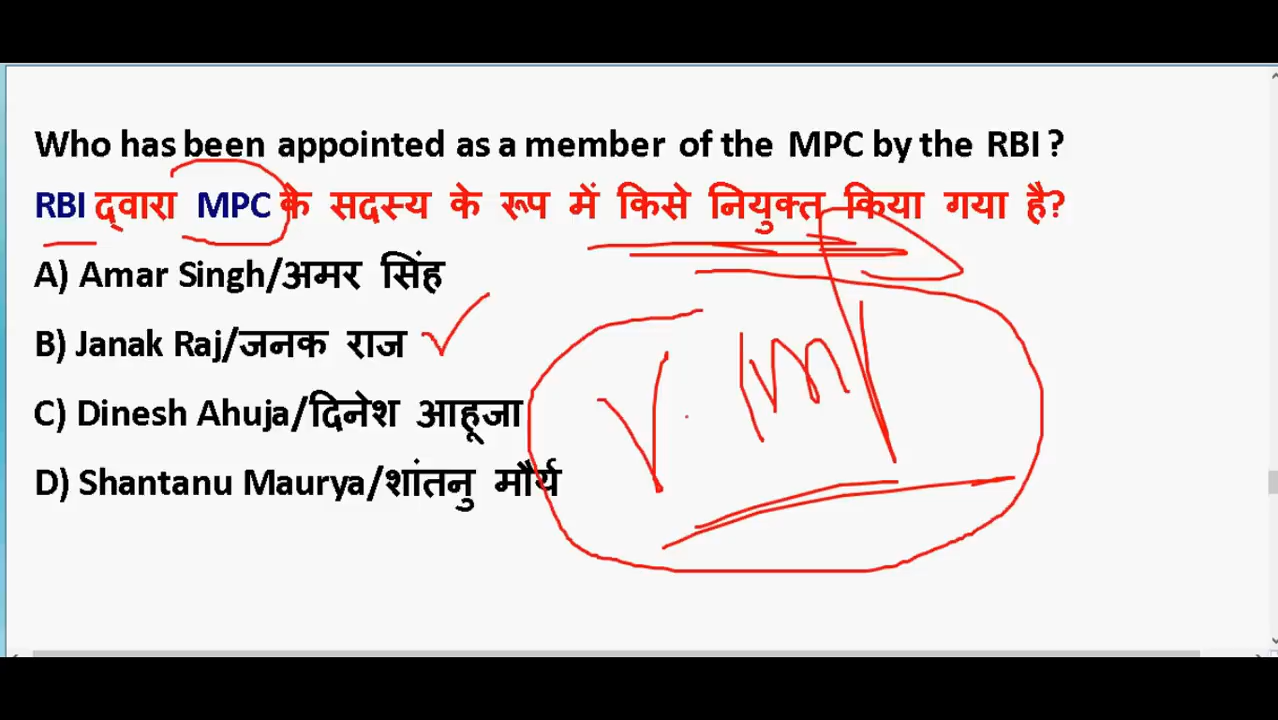 Who has been appointed as a member of the MPC by the RBI ?
RBI द्वारा MPC के सदस्य के रूप में किसे नियुक्त किया गया है?
A) Amar Singh/अमर सिंह
B) Janak Raj/जनक राज
C) Dinesh Ahuja/दिनेश आहूजा
D) Shantanu Maurya/शांतनु मौर्य